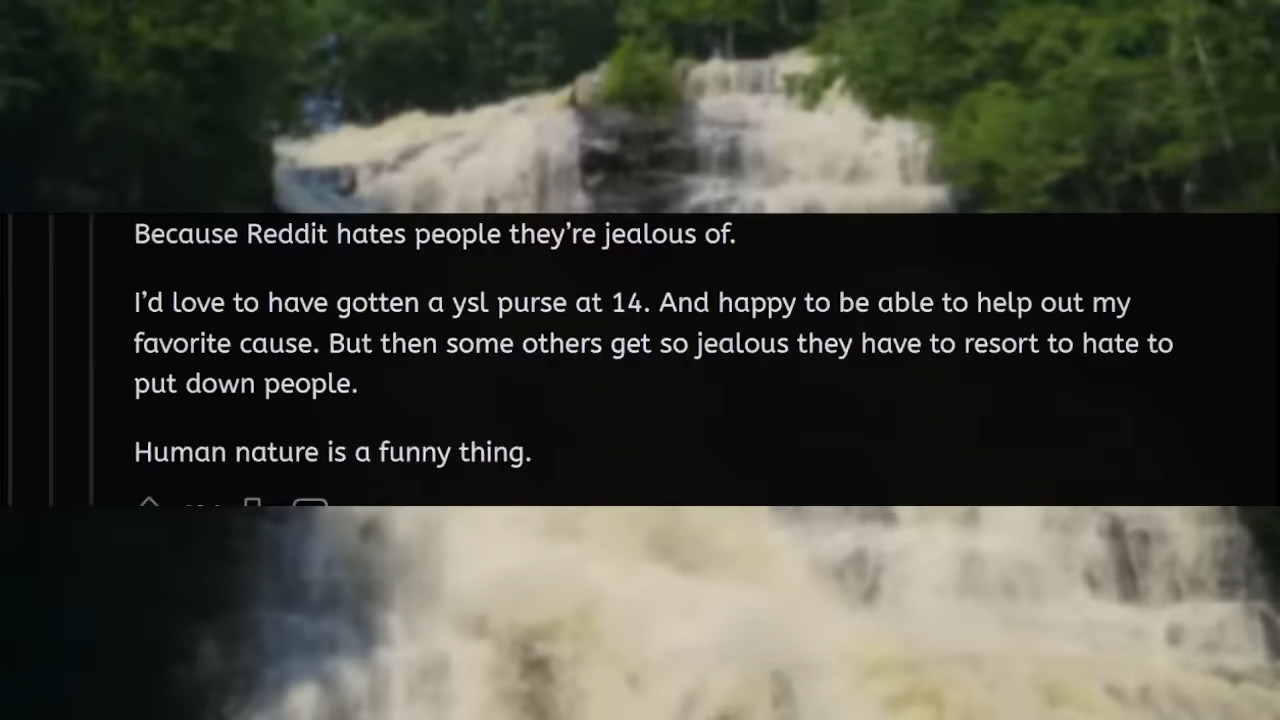 Because Reddit hates people they’re jealous of.
I’d love to have gotten a ysl purse at 14. And happy to be able to help out my
favorite cause. But then some others get so jealous they have to resort to hate to
put down people.
Human nature is a funny thing.